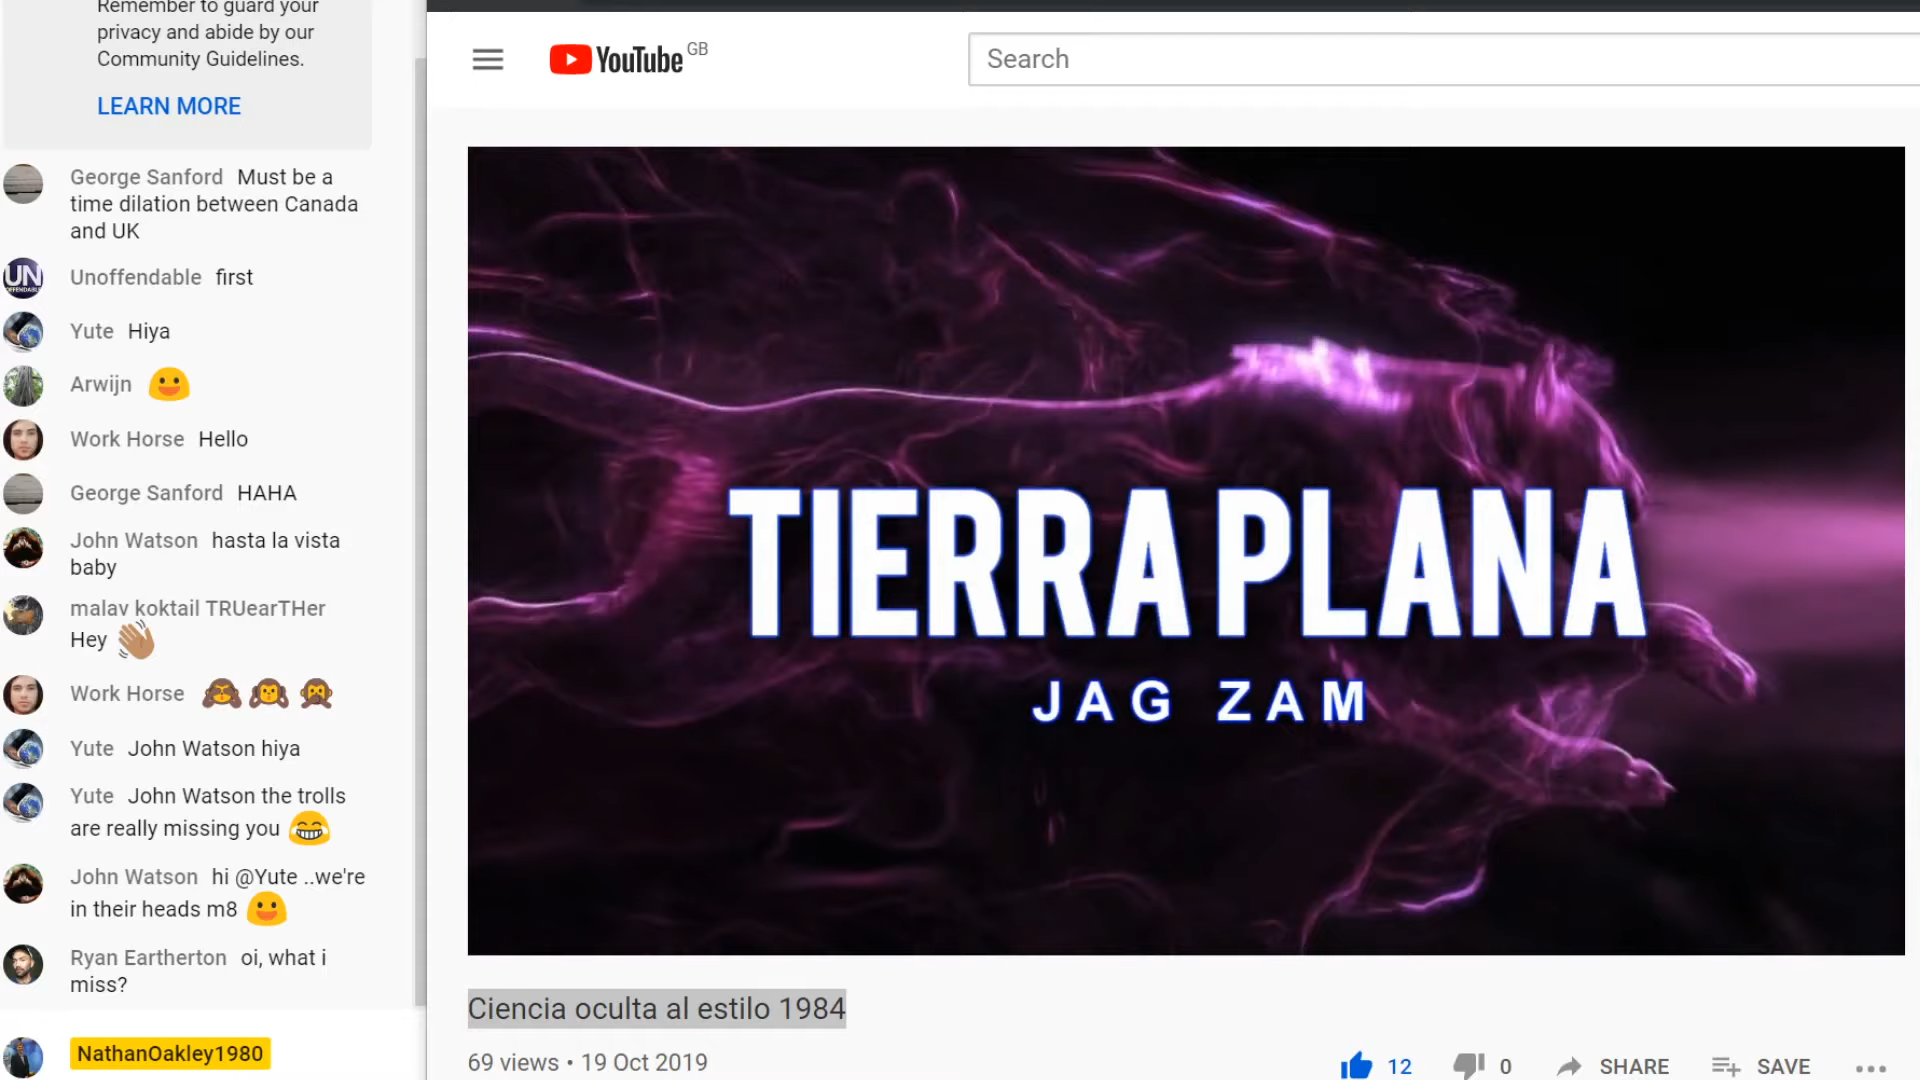 Remember to guard your
privacy and abide by our
Community Guidelines.
LEARN MORE
George Sanford Must be a
time dilation between Canada
and UK
UN
Unoffendable first
Yute Hiya
Arwijn
Work Horse Hello
George Sanford HAHA
John Watson hasta la vista
baby
malav koktail TRUearTHer
Hey
Work Horse
Yute John Watson hiya
Yute John Watson the trolls
are really missing you
John Watson hi @Yute ..we're
in their heads m8
Ryan Eartherton oi, what i
miss?
NathanOakley1980
YouTube GB
Search
TIERRA PLANA
JAG ZAM
Ciencia oculta al estilo 1984
69 views • 19 Oct 2019
12
0
SHARE
SAVE